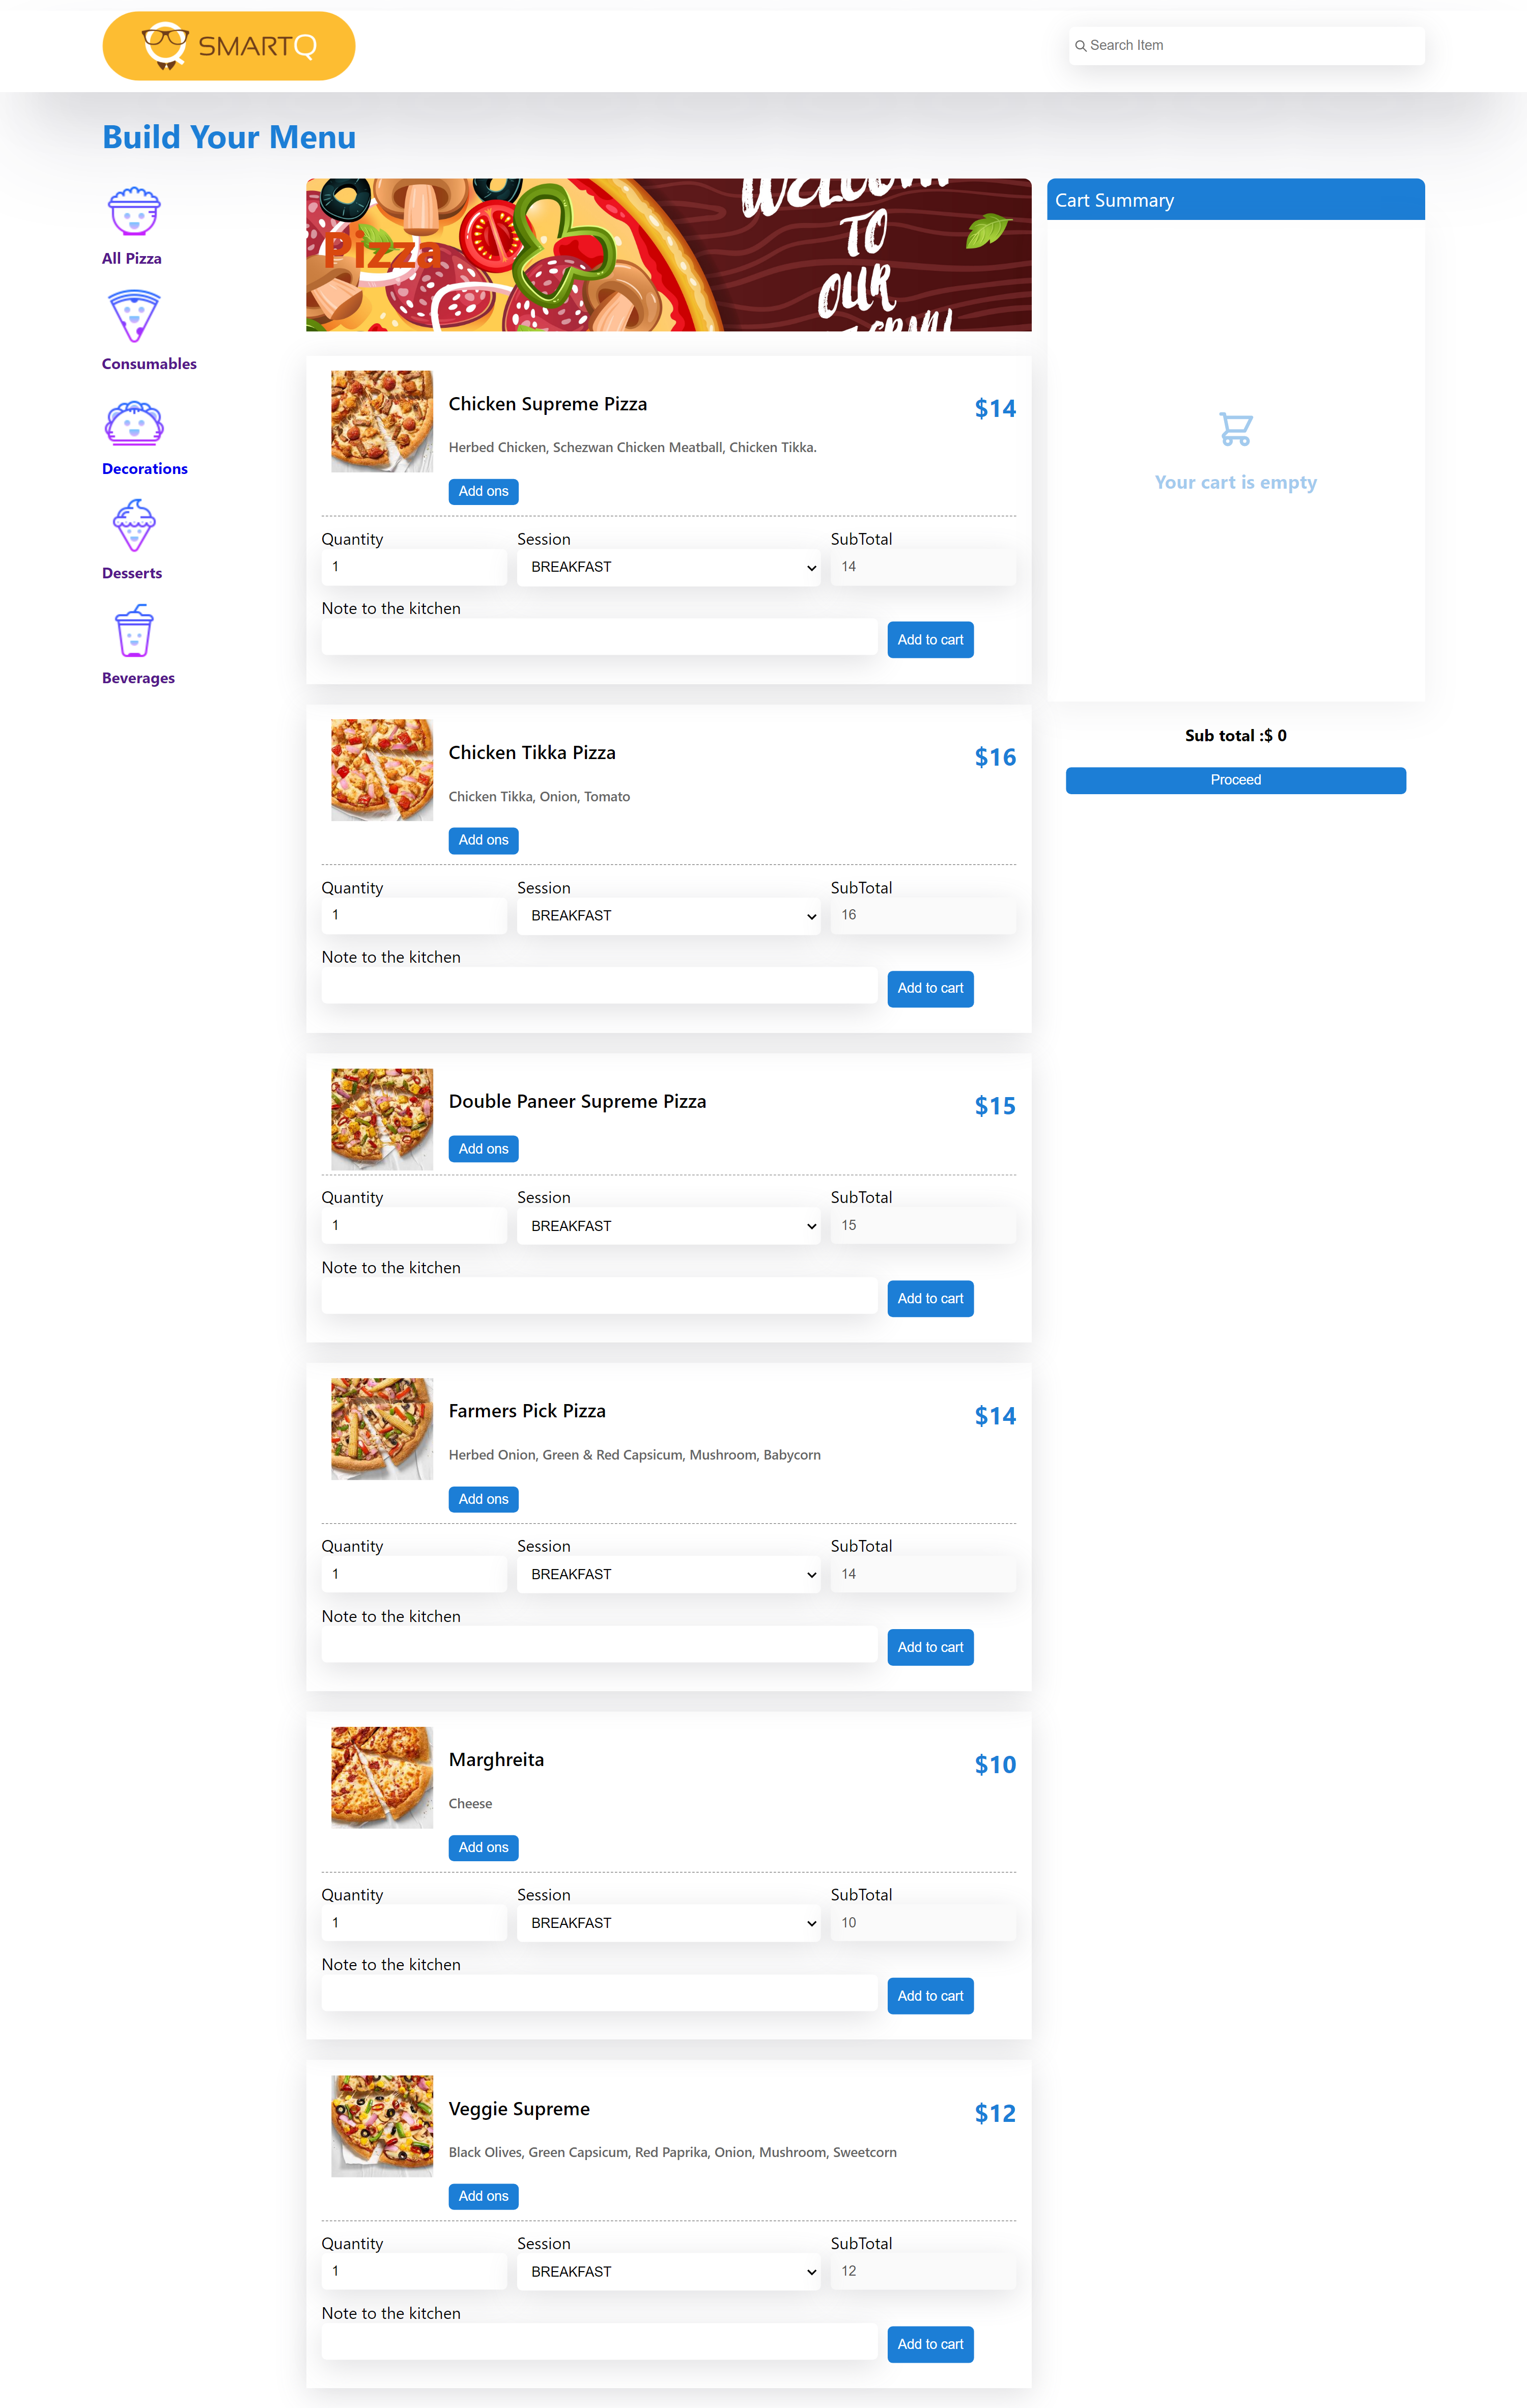 SMARTQ
Search Item
Build Your Menu
All Pizza
Consumables
Decorations
Desserts
Beverages
Pizza
TO
OUR
Cart Summary
Your cart is empty
Sub total :$ 0
Proceed
Chicken Supreme Pizza
$14
Herbed Chicken, Schezwan Chicken Meatball, Chicken Tikka.
Add ons
Quantity Session SubTotal
1 BREAKFAST 14
Note to the kitchen
Add to cart
Chicken Tikka Pizza
$16
Chicken Tikka, Onion, Tomato
Add ons
Quantity Session SubTotal
1 BREAKFAST 16
Note to the kitchen
Add to cart
Double Paneer Supreme Pizza
$15
Add ons
Quantity Session SubTotal
1 BREAKFAST 15
Note to the kitchen
Add to cart
Farmers Pick Pizza
$14
Herbed Onion, Green & Red Capsicum, Mushroom, Babycorn
Add ons
Quantity Session SubTotal
1 BREAKFAST 14
Note to the kitchen
Add to cart
Marghreita
$10
Cheese
Add ons
Quantity Session SubTotal
1 BREAKFAST 10
Note to the kitchen
Add to cart
Veggie Supreme
$12
Black Olives, Green Capsicum, Red Paprika, Onion, Mushroom, Sweetcorn
Add ons
Quantity Session SubTotal
1 BREAKFAST 12
Note to the kitchen
Add to cart